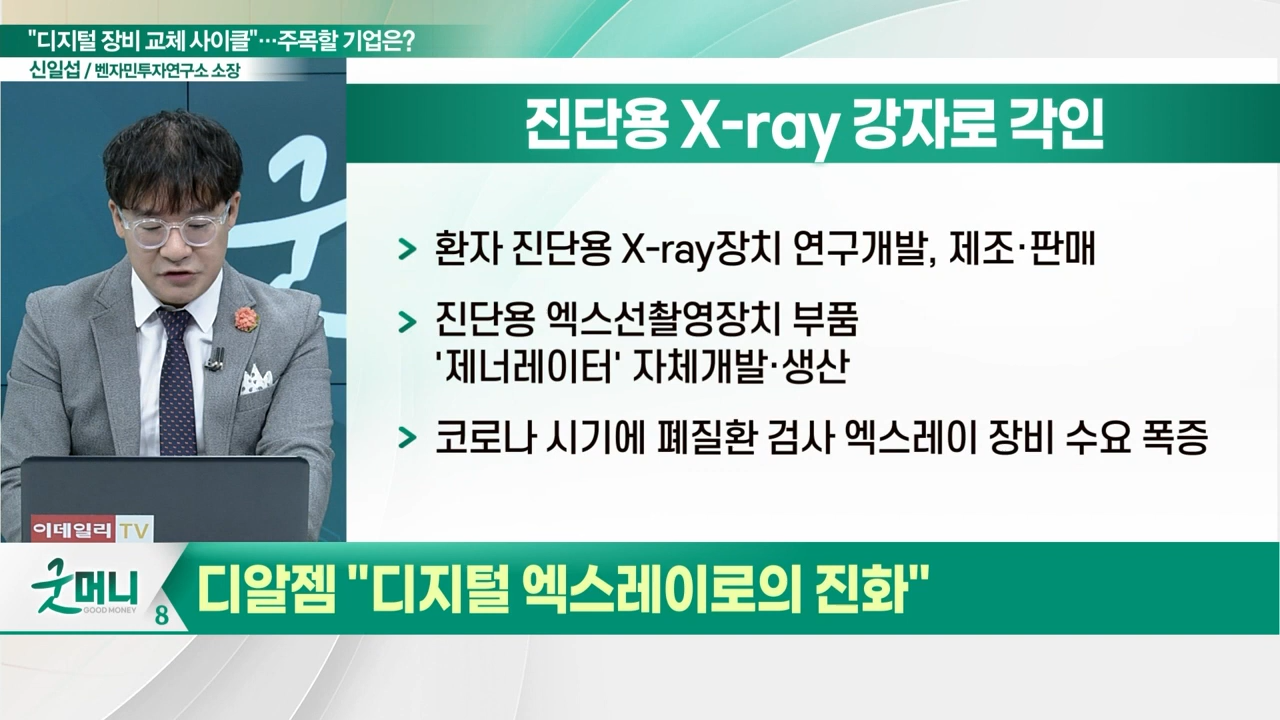 "디지털 장비 교체 사이클"…주목할 기업은?
신일섭 / 벤자민투자연구소 소장
진단용 X-ray 강자로 각인
> 환자 진단용 X-ray장치 연구개발, 제조·판매
> 진단용 엑스선촬영장치 부품
'제너레이터' 자체개발·생산
> 코로나 시기에 폐질환 검사 엑스레이 장비 수요 폭증
이데일리 TV
굿머니
GOOD MONEY
8
디알젬 "디지털 엑스레이로의 진화"